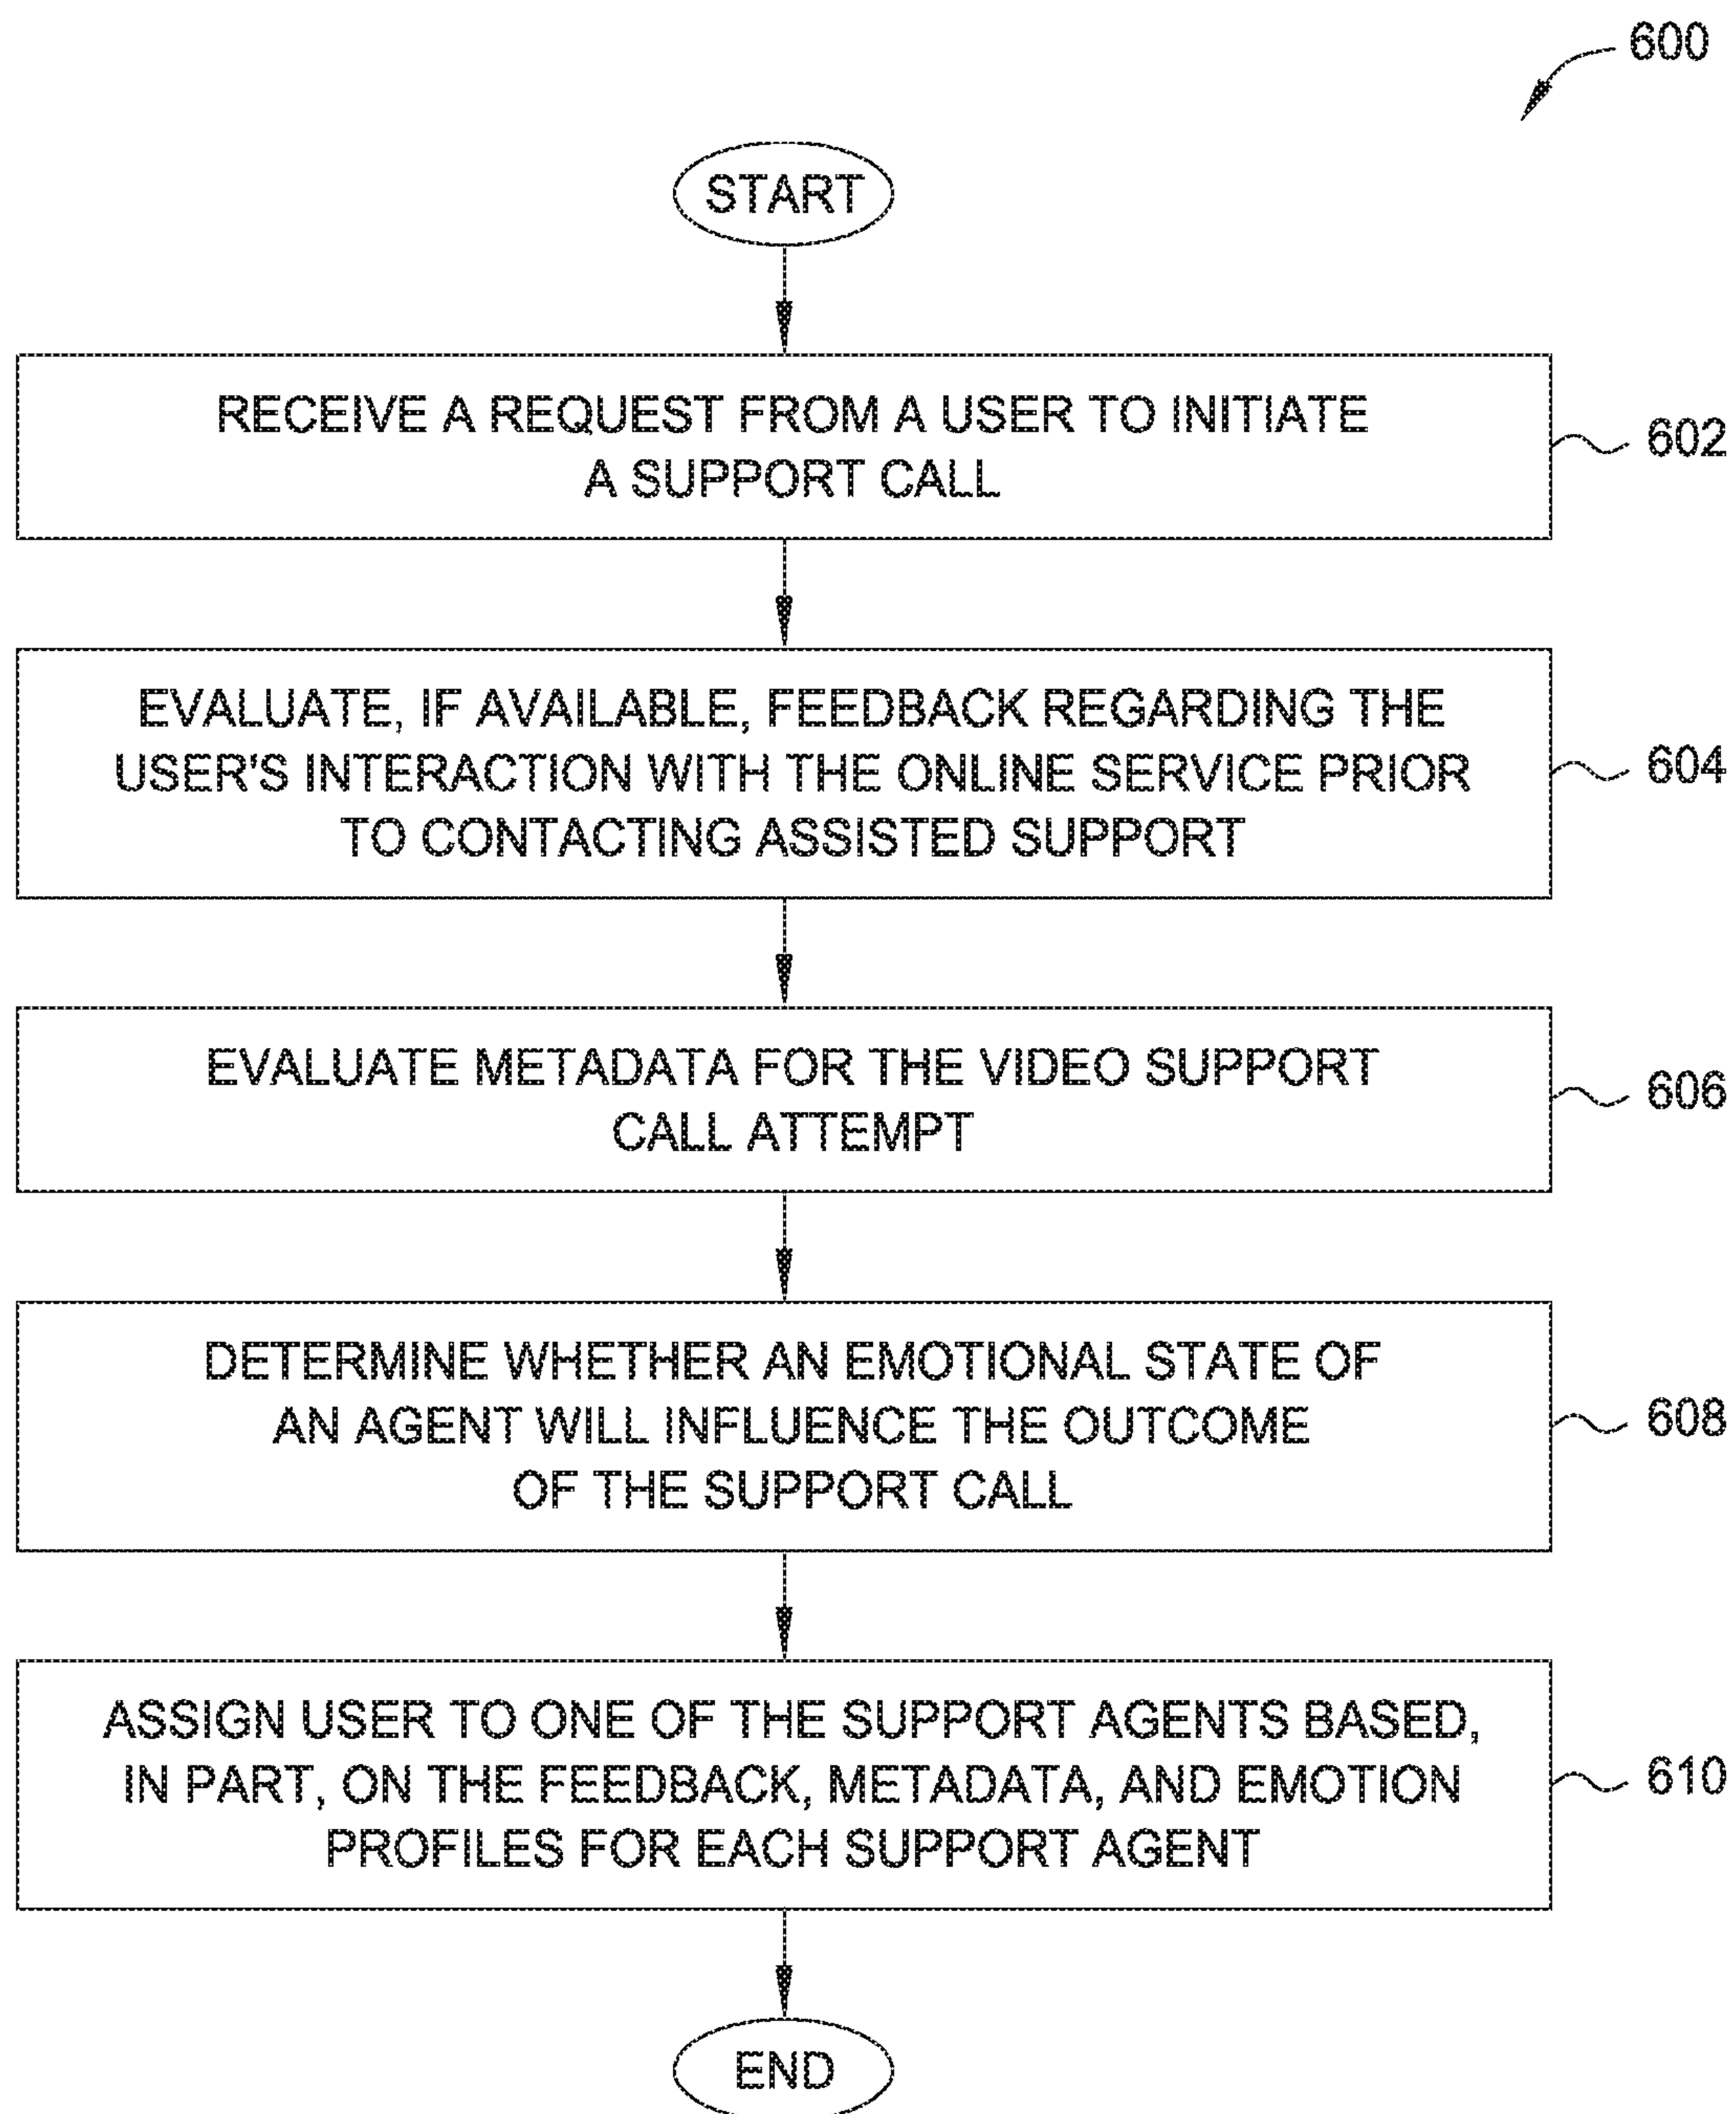 600
START
RECEIVE A REQUEST FROM A USER TO INITIATE
A SUPPORT CALL
602
EVALUATE, IF AVAILABLE, FEEDBACK REGARDING THE
USER'S INTERACTION WITH THE ONLINE SERVICE PRIOR
TO CONTACTING ASSISTED SUPPORT
604
EVALUATE METADATA FOR THE VIDEO SUPPORT
CALL ATTEMPT
606
DETERMINE WHETHER AN EMOTIONAL STATE OF
AN AGENT WILL INFLUENCE THE OUTCOME
OF THE SUPPORT CALL
608
ASSIGN USER TO ONE OF THE SUPPORT AGENTS BASED,
IN PART, ON THE FEEDBACK, METADATA, AND EMOTION
PROFILES FOR EACH SUPPORT AGENT
610
END